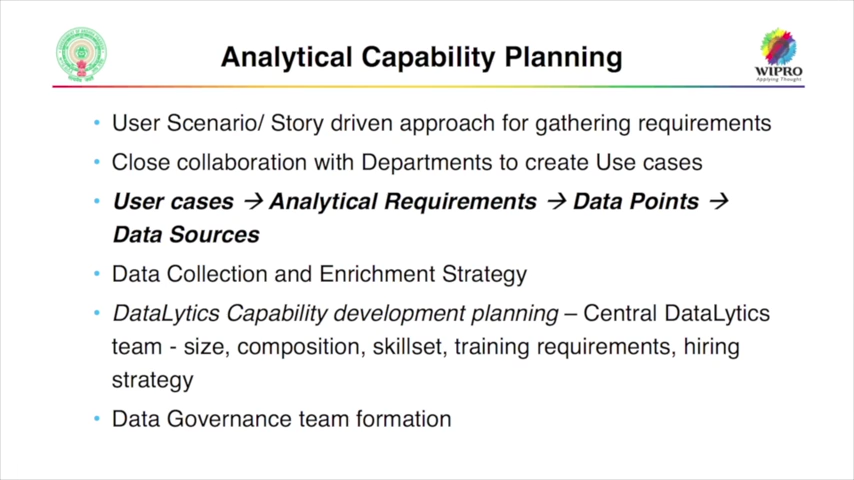 Analytical Capability Planning
WIPRO
Applying Thought
• User Scenario/ Story driven approach for gathering requirements
• Close collaboration with Departments to create Use cases
• User cases → Analytical Requirements → Data Points →
Data Sources
• Data Collection and Enrichment Strategy
• DataLytics Capability development planning – Central DataLytics
team - size, composition, skillset, training requirements, hiring
strategy
• Data Governance team formation